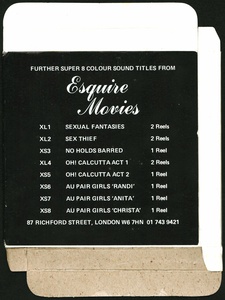 FURTHER SUPER 8 COLOUR SOUND TITLES FROM
Esquire
Movies
XL1 SEXUAL FANTASIES 2 Reels
XL2 SEX THIEF 2 Reels
XS3 NO HOLDS BARRED 1 Reel
XL4 OH! CALCUTTA ACT 1 2 Reels
XS5 OH! CALCUTTA ACT 2 1 Reel
XS6 AU PAIR GIRLS 'RANDI' 1 Reel
XS7 AU PAIR GIRLS 'ANITA' 1 Reel
XS8 AU PAIR GIRLS 'CHRISTA' 1 Reel
87 RICHFORD STREET, LONDON W6 7HN 01 743 9421